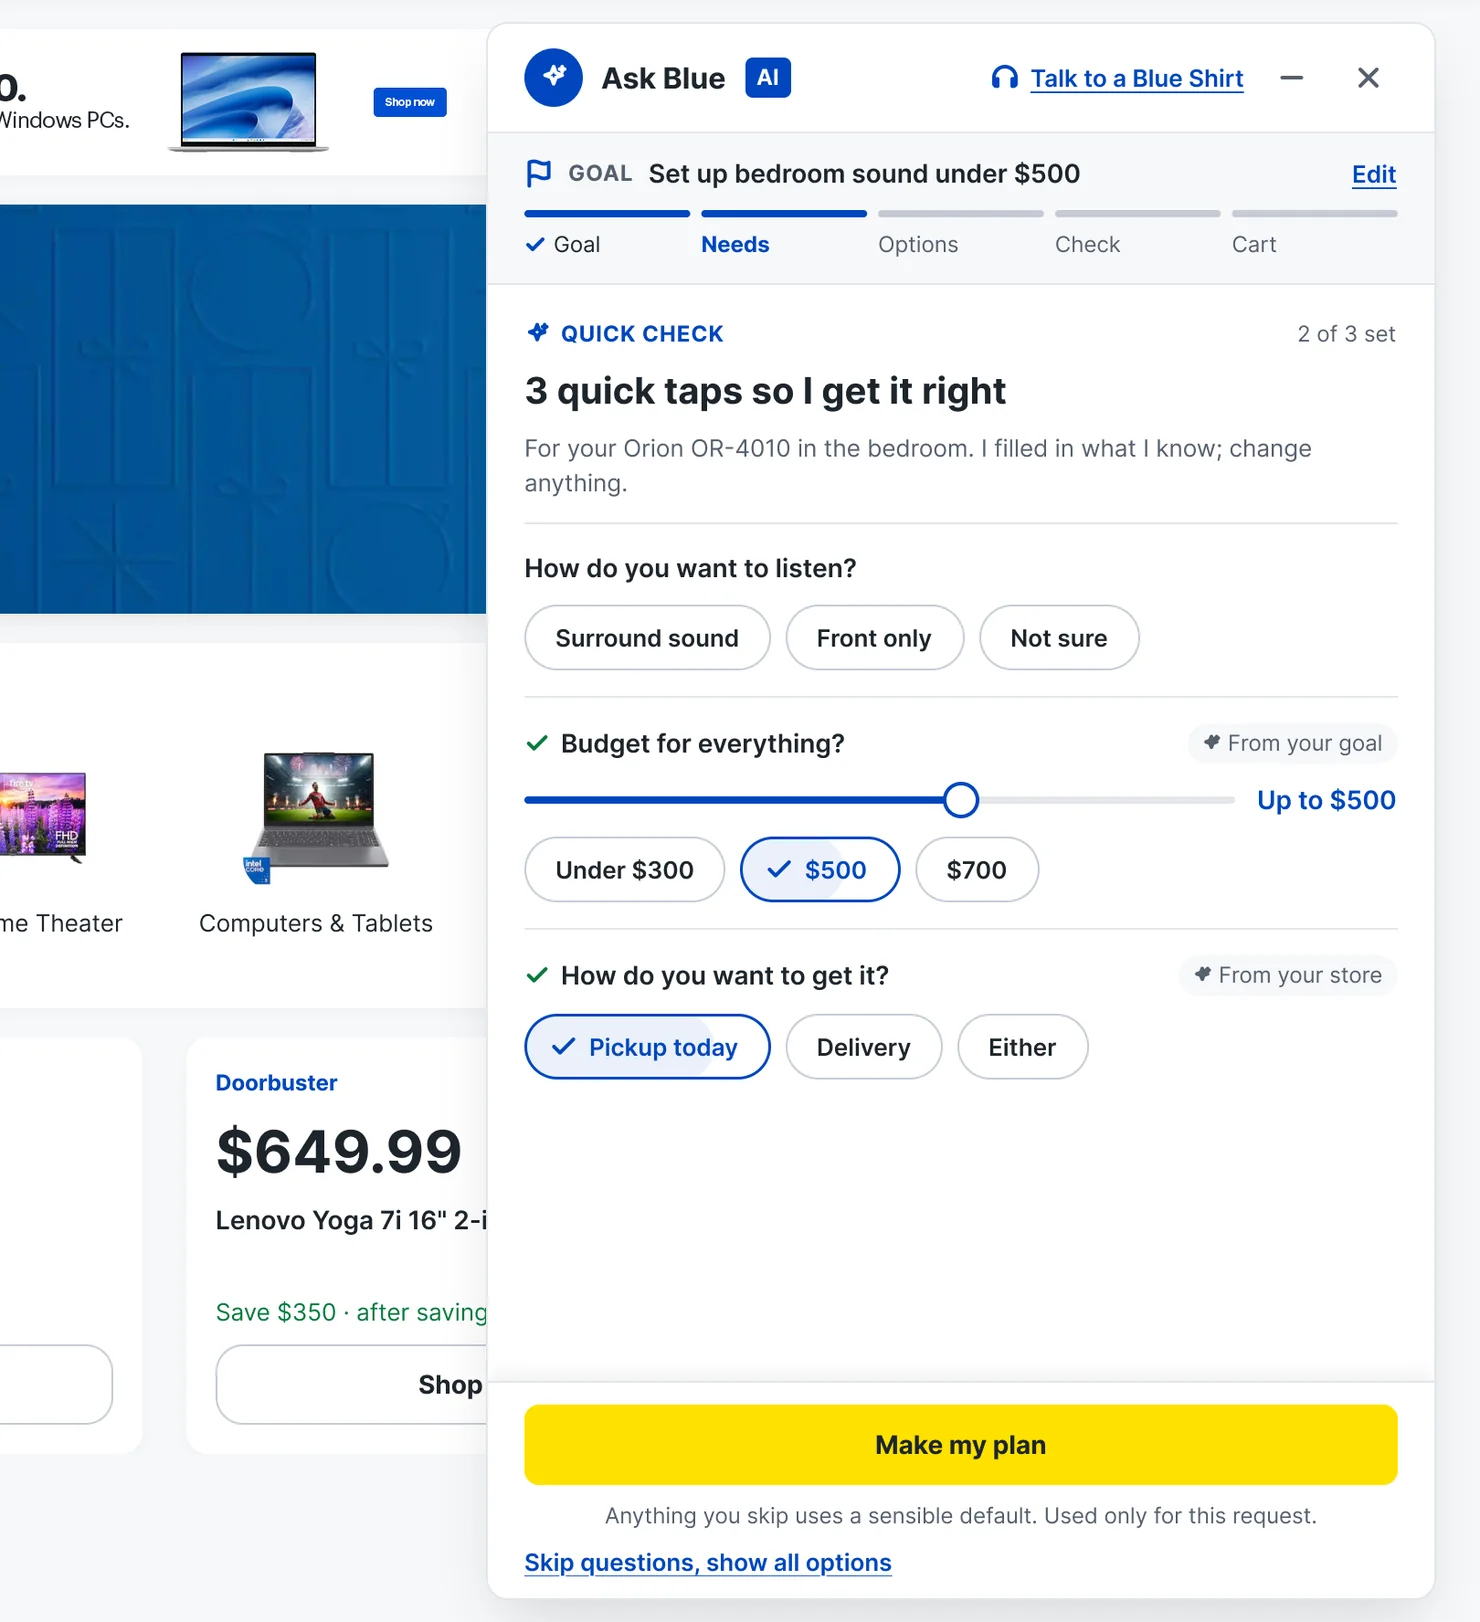 o.
Windows PCs.
Shop now
Ask Blue AI
Talk to a Blue Shirt
GOAL Set up bedroom sound under $500
Edit
Goal
Needs
Options
Check
Cart
QUICK CHECK
2 of 3 set
3 quick taps so I get it right
For your Orion OR-4010 in the bedroom. I filled in what I know; change
anything.
How do you want to listen?
Surround sound
Front only
Not sure
Budget for everything?
From your goal
Up to $500
Under $300
$500
$700
How do you want to get it?
From your store
Pickup today
Delivery
Either
fire tv
FHD
intel
CORE
me Theater
Computers & Tablets
Doorbuster
$649.99
Lenovo Yoga 7i 16" 2-i
Save $350 · after saving
Shop
Make my plan
Anything you skip uses a sensible default. Used only for this request.
Skip questions, show all options